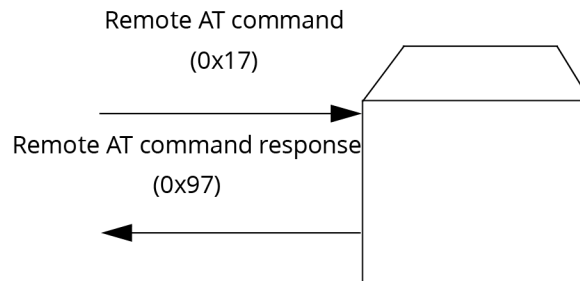 Remote AT command
(0x17)
Remote AT command response
(0x97)